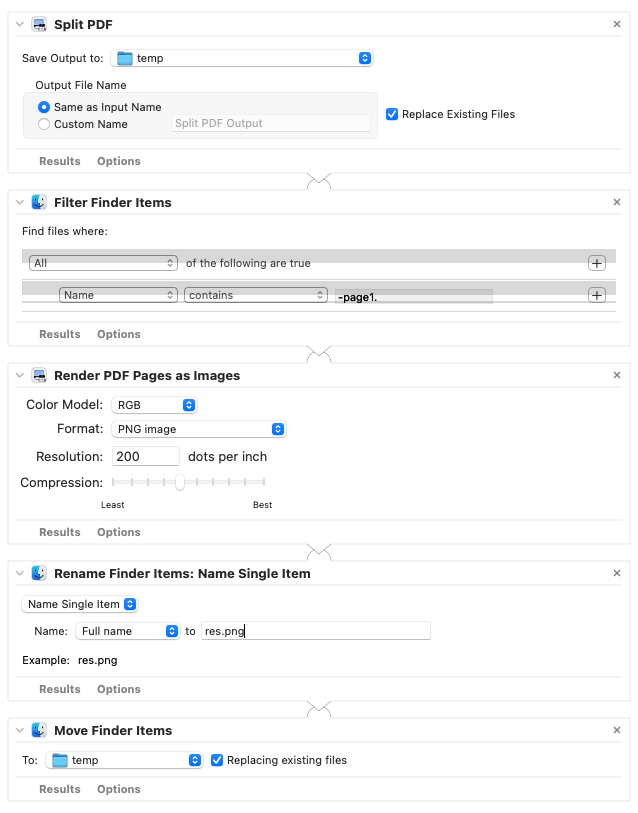 Split PDF
Save Output to: temp
Output File Name
Same as Input Name
Custom Name Split PDF Output
Replace Existing Files
Results Options
Filter Finder Items
Find files where:
All of the following are true
Name contains -page1.
Results Options
Render PDF Pages as Images
Color Model: RGB
Format: PNG image
Resolution: 200 dots per inch
Compression:
Least Best
Results Options
Rename Finder Items: Name Single Item
Name Single Item
Name: Full name to res.png
Example: res.png
Results Options
Move Finder Items
To: temp Replacing existing files
Results Options